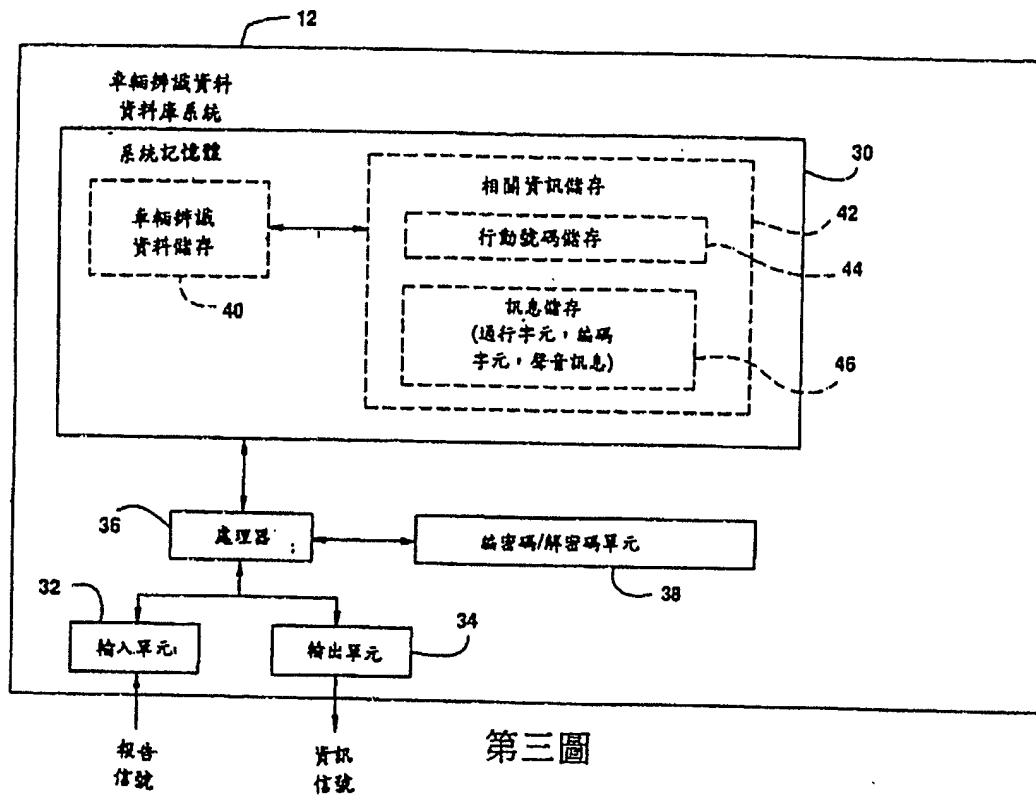 12
車輛辨識資料
資料庫系統
系統記憶體
30
相關資訊儲存
42
車輛辨識
資料儲存
行動號碼儲存
44
40
訊息儲存
(通行字元，編碼
字元，聲音訊息)
46
36
處理器
編密碼/解密碼單元
38
32
輸入單元
34
輸出單元
報告
信號
資訊
信號
第三圖